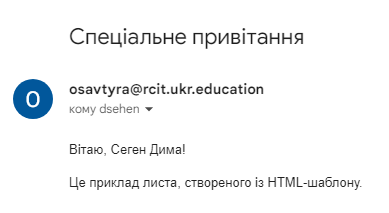 Спеціальне привітання
osavtyra@rcit.ukr.education
O
кому dsehen
Вітаю, Сеген Дима!
Це приклад листа, створеного із HTML-шаблону.